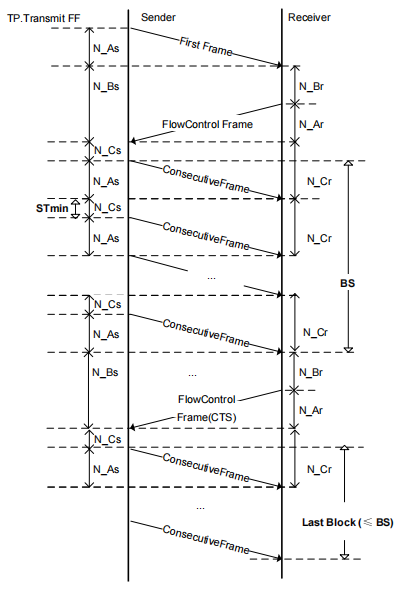 TP.Transmit FF Sender Receiver
N_As
First Frame
N_Bs
N_Br
FlowControl Frame
N_Ar
N_Cs
N_As
ConsecutiveFrame
N_Cr
STmin
N_Cs
N_As
ConsecutiveFrame
N_Cr
...
BS
N_Cs
N_As
ConsecutiveFrame
N_Cr
N_Bs
...
N_Br
FlowControl
Frame(CTS)
N_Ar
N_Cs
N_As
ConsecutiveFrame
N_Cr
...
Last Block (≤ BS)
ConsecutiveFrame